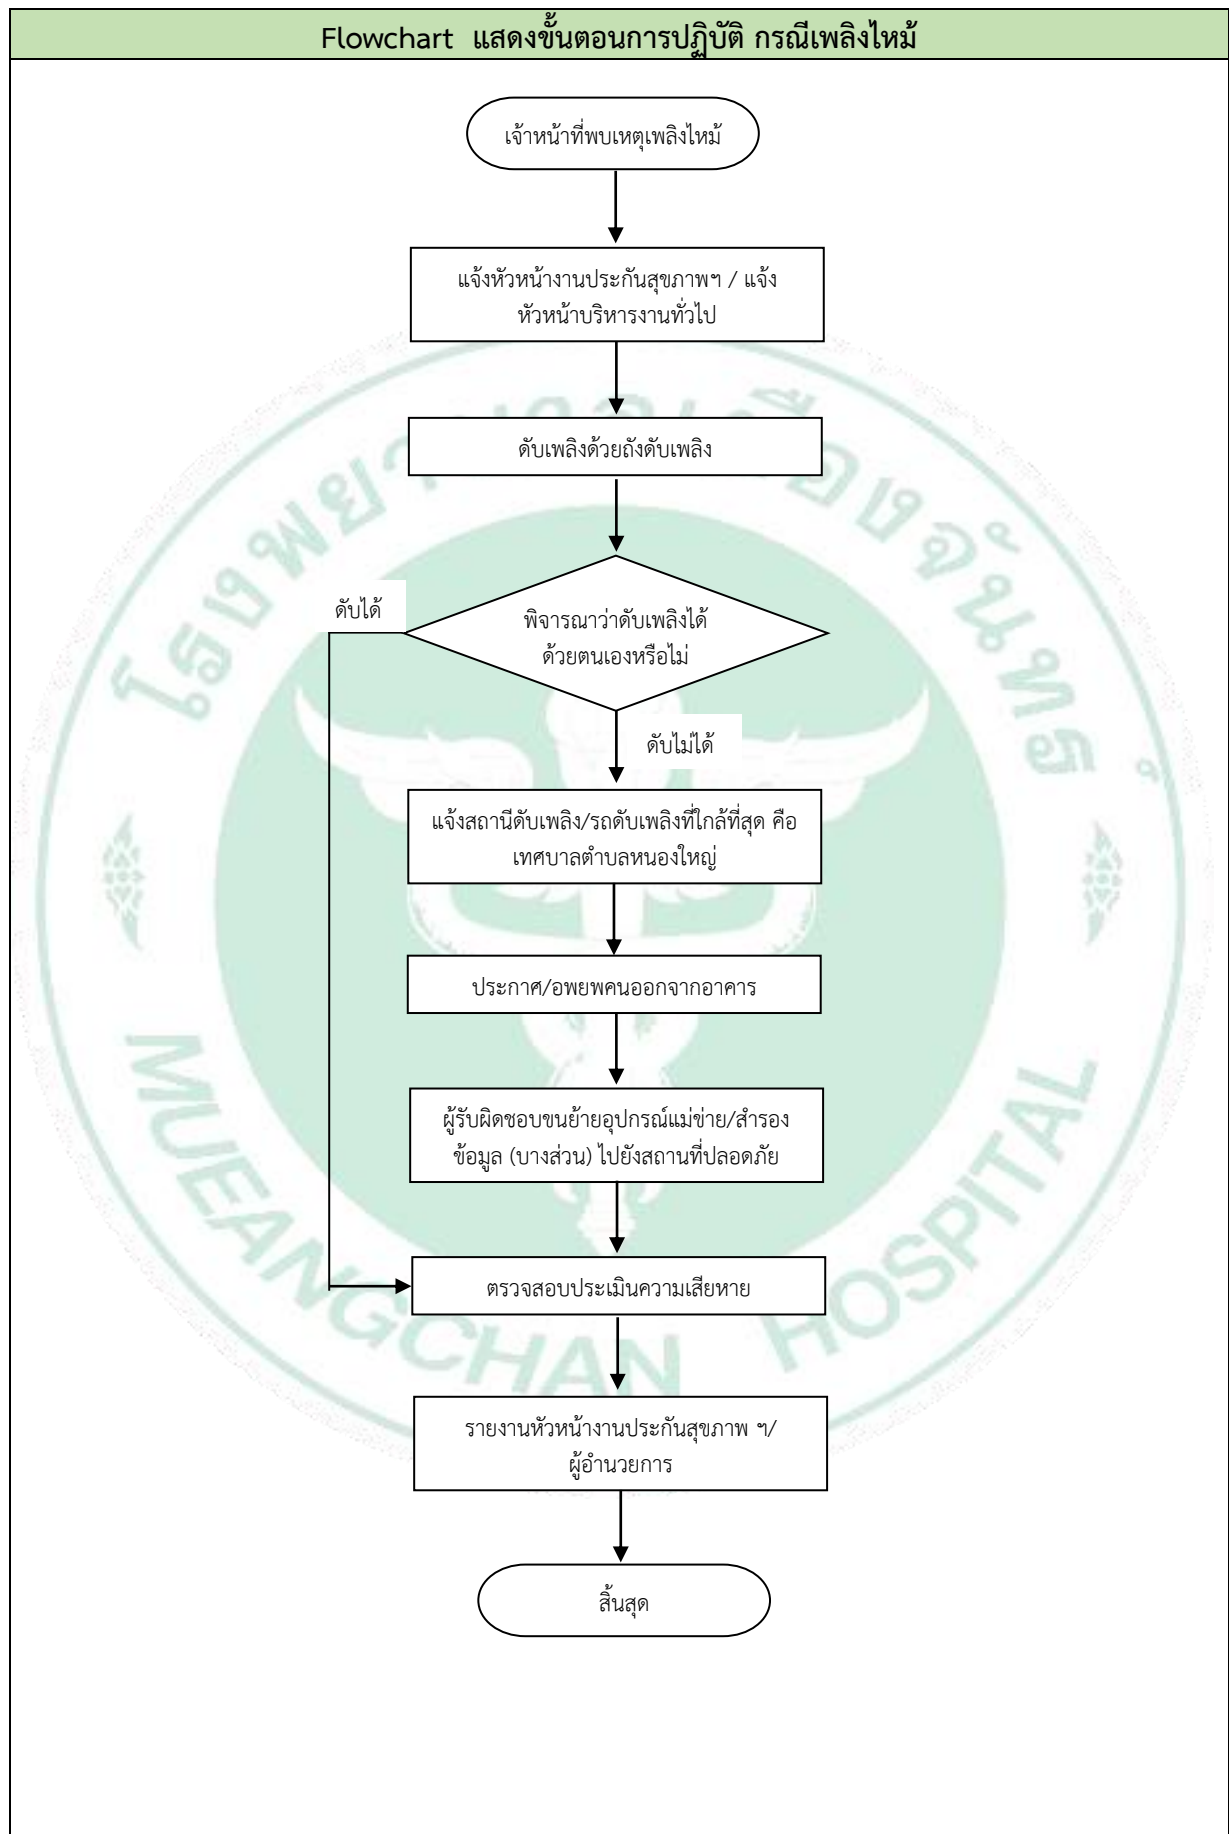 Flowchart แสดงขั้นตอนการปฏิบัติ กรณีเพลิงไหม้
เจ้าหน้าที่พบเหตุเพลิงไหม้
แจ้งหัวหน้างานประกันสุขภาพฯ / แจ้ง
หัวหน้าบริหารงานทั่วไป
ดับเพลิงด้วยถังดับเพลิง
พิจารณาว่าดับเพลิงได้
ด้วยตนเองหรือไม่
ดับได้
ดับไม่ได้
แจ้งสถานีดับเพลิง/รถดับเพลิงที่ใกล้ที่สุด คือ
เทศบาลตำบลหนองใหญ่
ประกาศ/อพยพคนออกจากอาคาร
ผู้รับผิดชอบขนย้ายอุปกรณ์แม่ข่าย/สำรอง
ข้อมูล (บางส่วน) ไปยังสถานที่ปลอดภัย
ตรวจสอบประเมินความเสียหาย
รายงานหัวหน้างานประกันสุขภาพ ฯ/
ผู้อำนวยการ
สิ้นสุด
MUEANGCHAN HOSPITAL